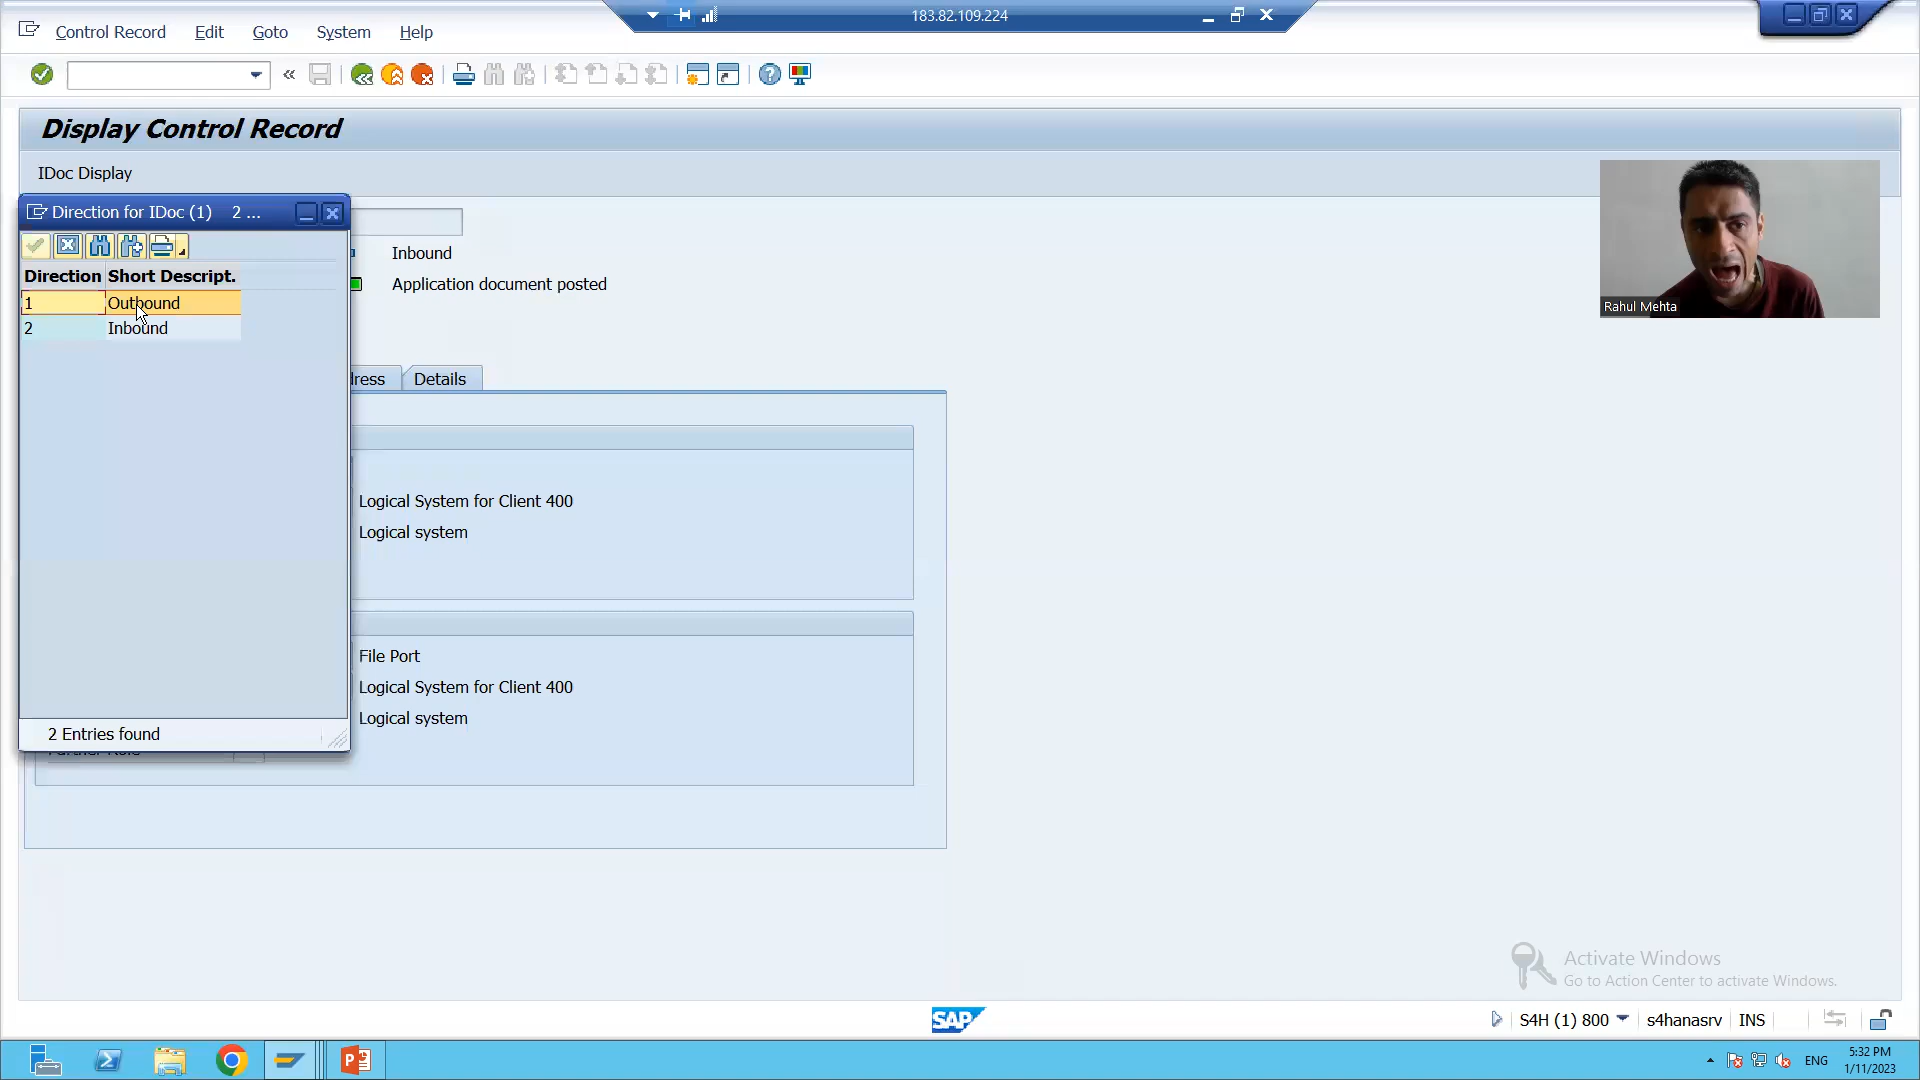 183.82.109.224
Control Record Edit Goto System Help
Display Control Record
IDoc Display
Direction for IDoc (1) 2 ...
Direction Short Descript.
1 Outbound
2 Inbound
2 Entries found
Inbound
Application document posted
dress Details
Logical System for Client 400
Logical system
File Port
Logical System for Client 400
Logical system
Rahul Mehta
Activate Windows
Go to Action Center to activate Windows.
SAP
S4H (1) 800 s4hanasrv INS
ENG
5:32 PM
1/11/2023